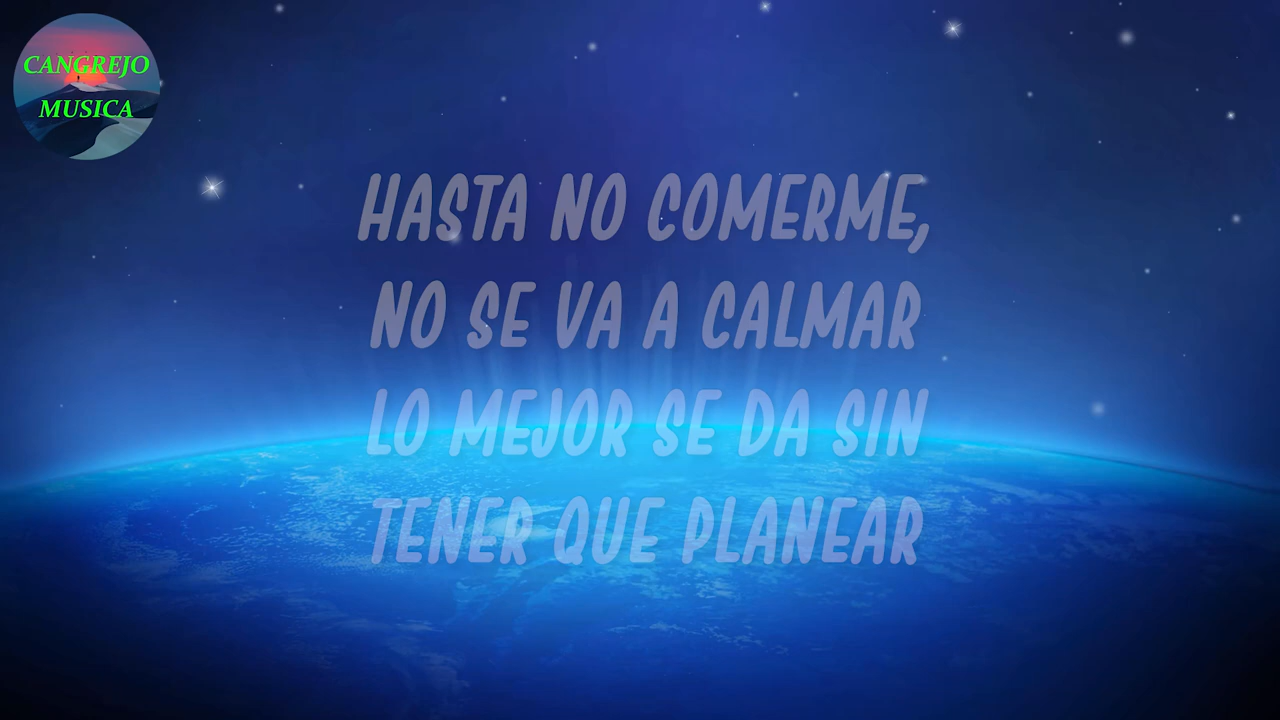 CANGREJO
MUSICA
HASTA NO COMERME,
NO SE VA A CALMAR
LO MEJOR SE DA SIN
TENER QUE PLANEAR